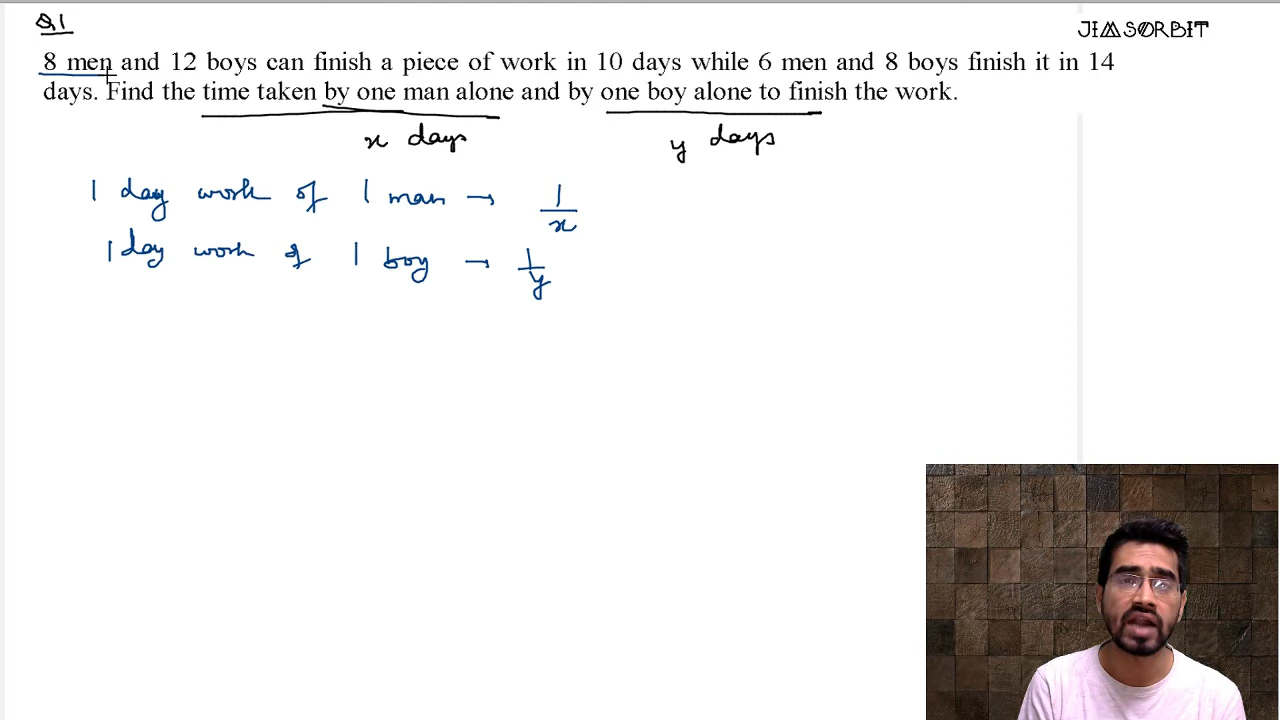 Q.1
JIMSORBIT
8 men and 12 boys can finish a piece of work in 10 days while 6 men and 8 boys finish it in 14
days. Find the time taken by one man alone and by one boy alone to finish the work.
x days y days
1 day work of 1 man → 1/x
1 day work of 1 boy → 1/y